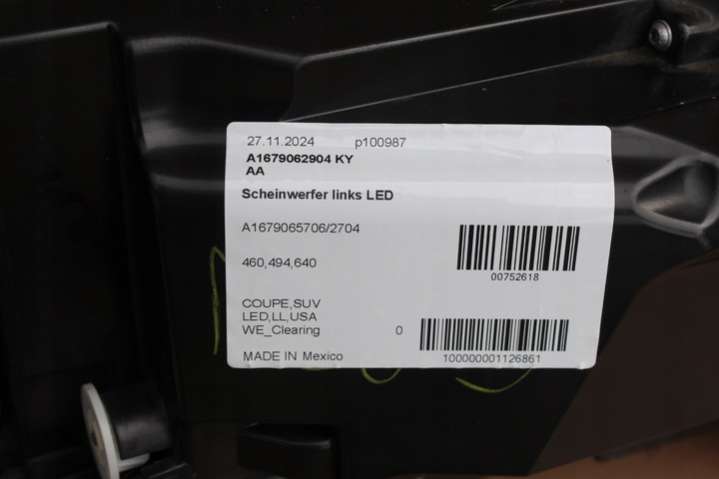 27.11.2024 p100987
A1679062904 KY
AA
Scheinwerfer links LED
A1679065706/2704
00752618
460,494,640
COUPE,SUV
LED,LL,USA
WE_Clearing 0
MADE IN Mexico
100000001126861